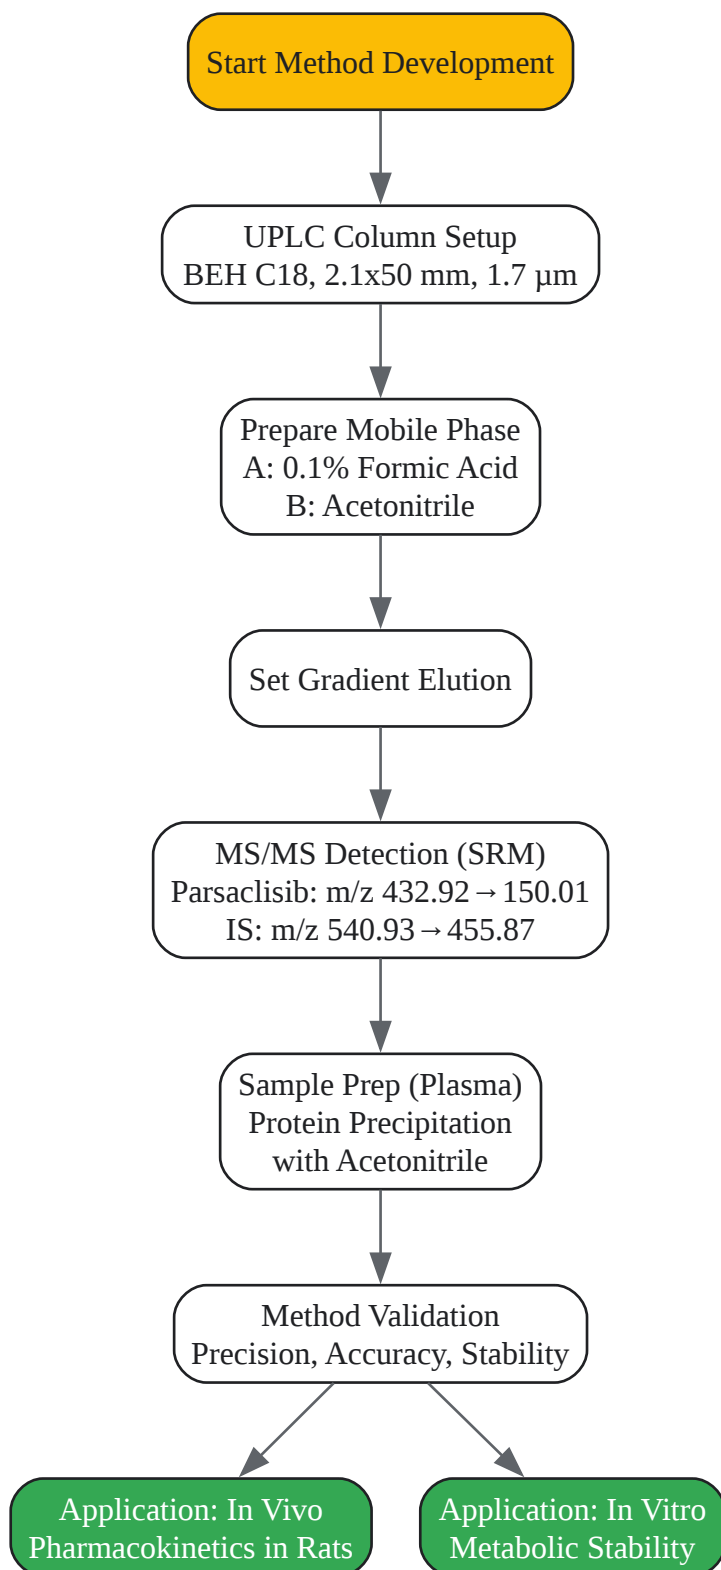 Start Method Development
UPLC Column Setup
BEH C18, 2.1x50 mm, 1.7 µm
Prepare Mobile Phase
A: 0.1% Formic Acid
B: Acetonitrile
Set Gradient Elution
MS/MS Detection (SRM)
Parsaclisib: m/z 432.92→150.01
IS: m/z 540.93→455.87
Sample Prep (Plasma)
Protein Precipitation
with Acetonitrile
Method Validation
Precision, Accuracy, Stability
Application: In Vivo
Pharmacokinetics in Rats
Application: In Vitro
Metabolic Stability